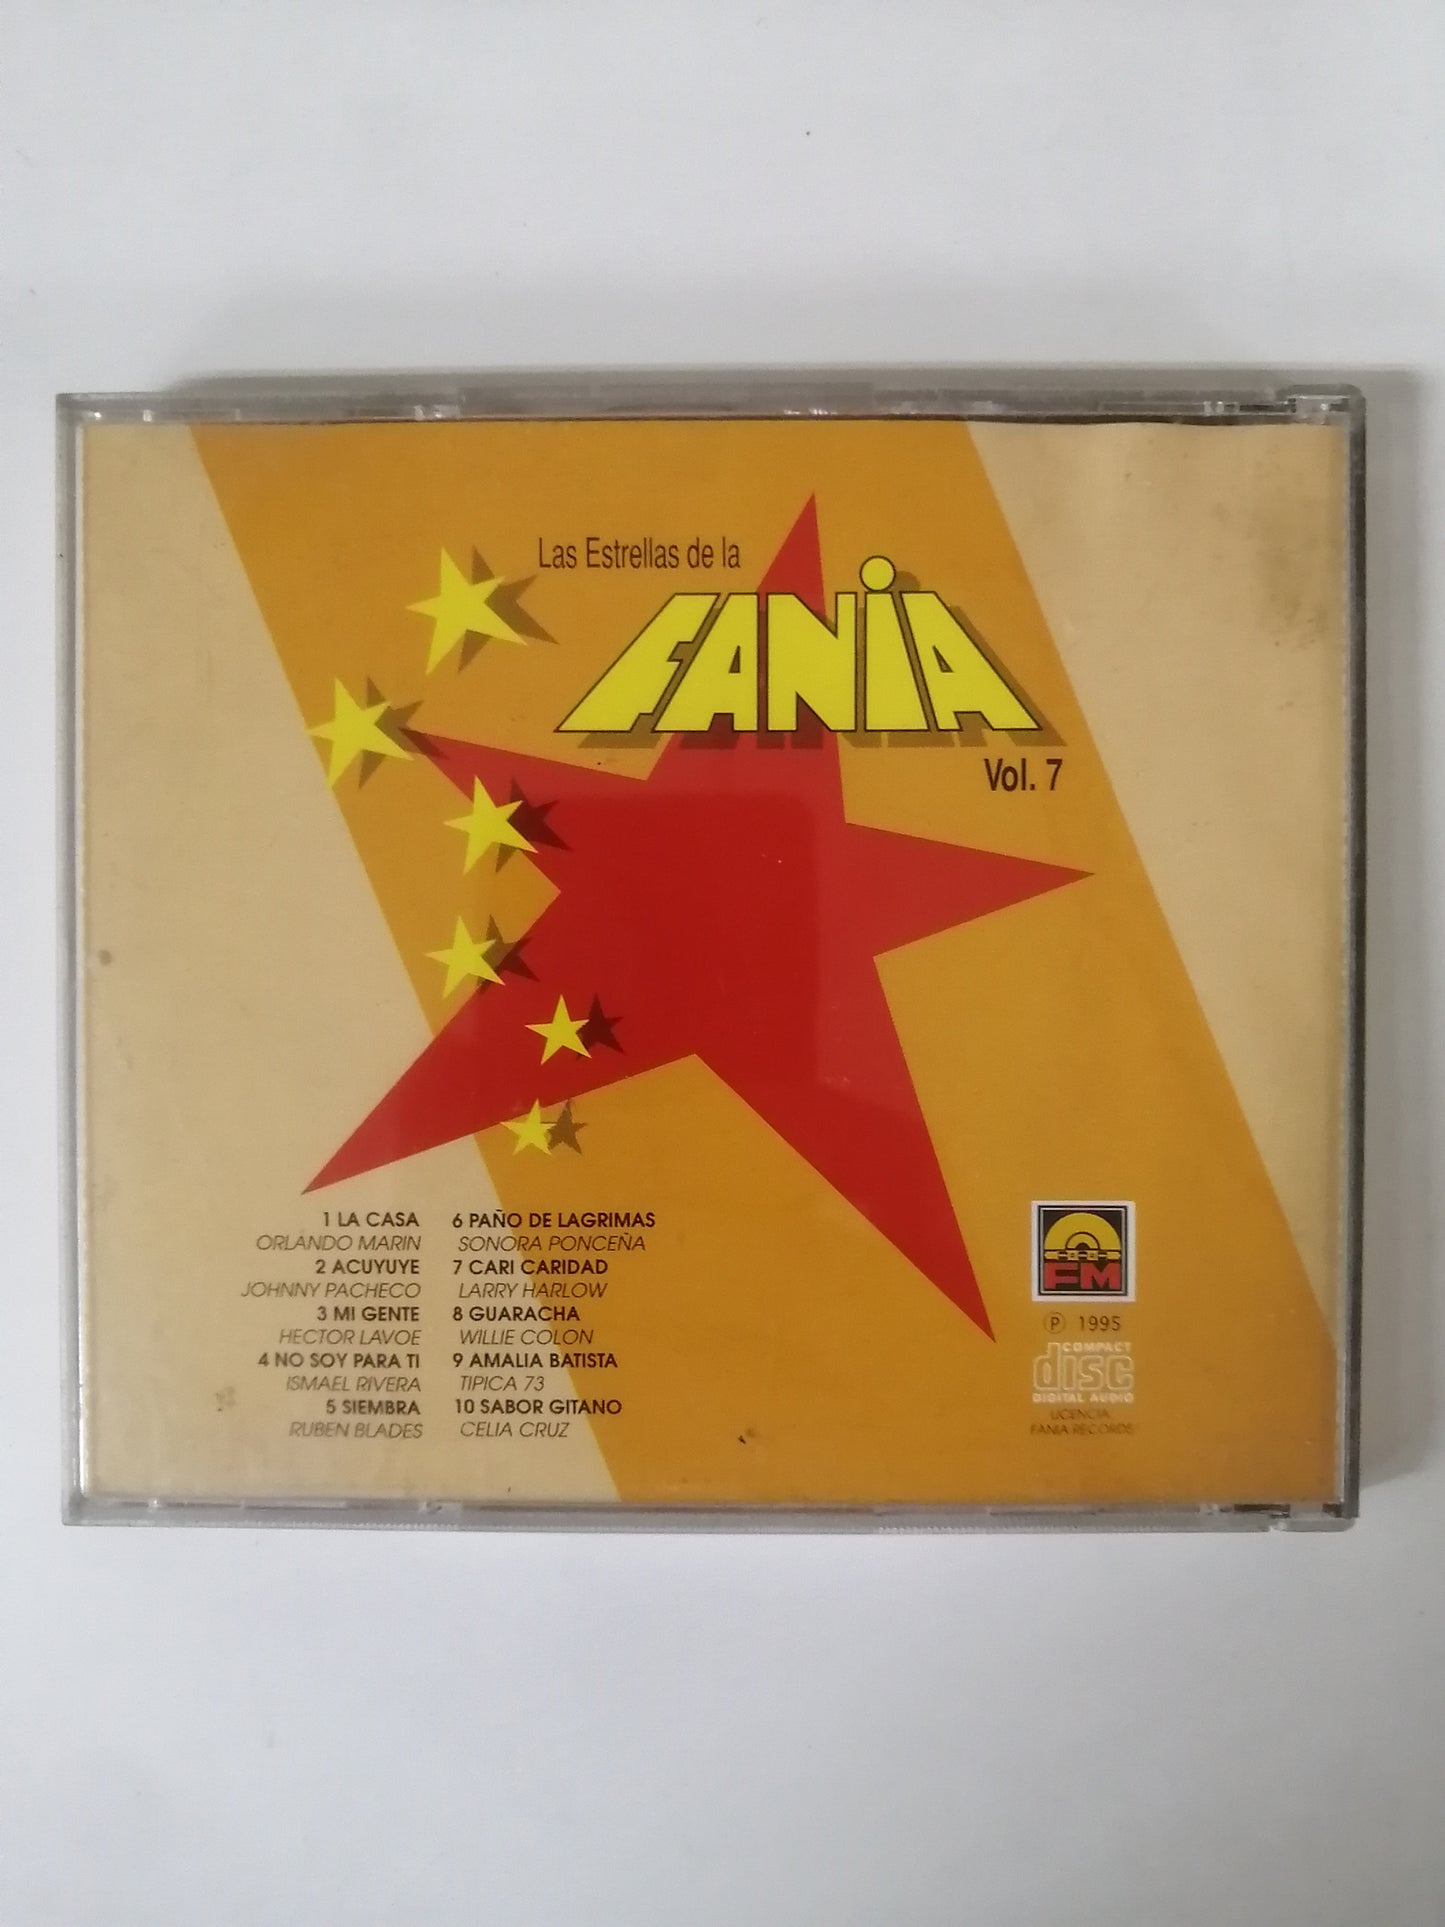 Las Estrellas de la
FANiA
Vol. 7
1 LA CASA
ORLANDO MARIN
2 ACUYUYE
JOHNNY PACHECO
3 MI GENTE
HECTOR LAVOE
4 NO SOY PARA TI
ISMAEL RIVERA
5 SIEMBRA
RUBEN BLADES
6 PAÑO DE LAGRIMAS
SONORA PONCEÑA
7 CARI CARIDAD
LARRY HARLOW
8 GUARACHA
WILLIE COLON
9 AMALIA BATISTA
TIPICA 73
10 SABOR GITANO
CELIA CRUZ
FM
Ⓟ 1995
COMPACT
disc
DIGITAL AUDIO
LICENCIA
FANIA RECORDS